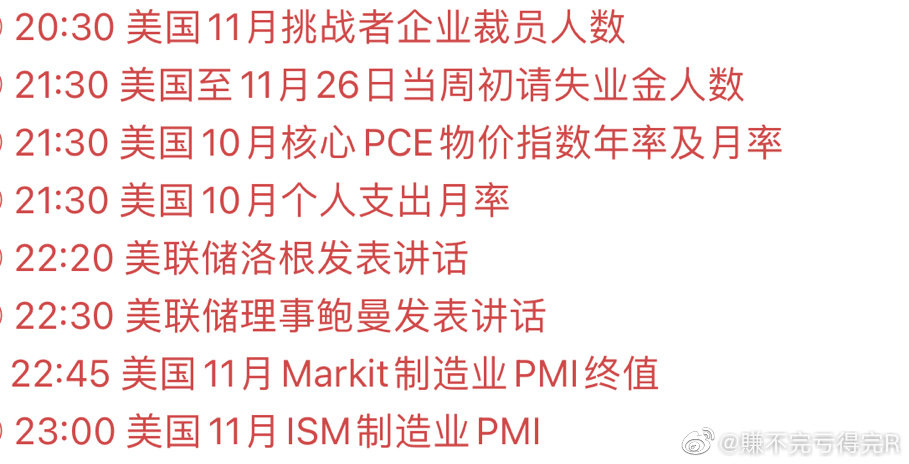 20:30 美国11月挑战者企业裁员人数
21:30 美国至11月26日当周初请失业金人数
21:30 美国10月核心PCE物价指数年率及月率
21:30 美国10月个人支出月率
22:20 美联储洛根发表讲话
22:30 美联储理事鲍曼发表讲话
22:45 美国11月Markit制造业PMI终值
23:00 美国11月ISM制造业PMI
@赚不完亏得完R